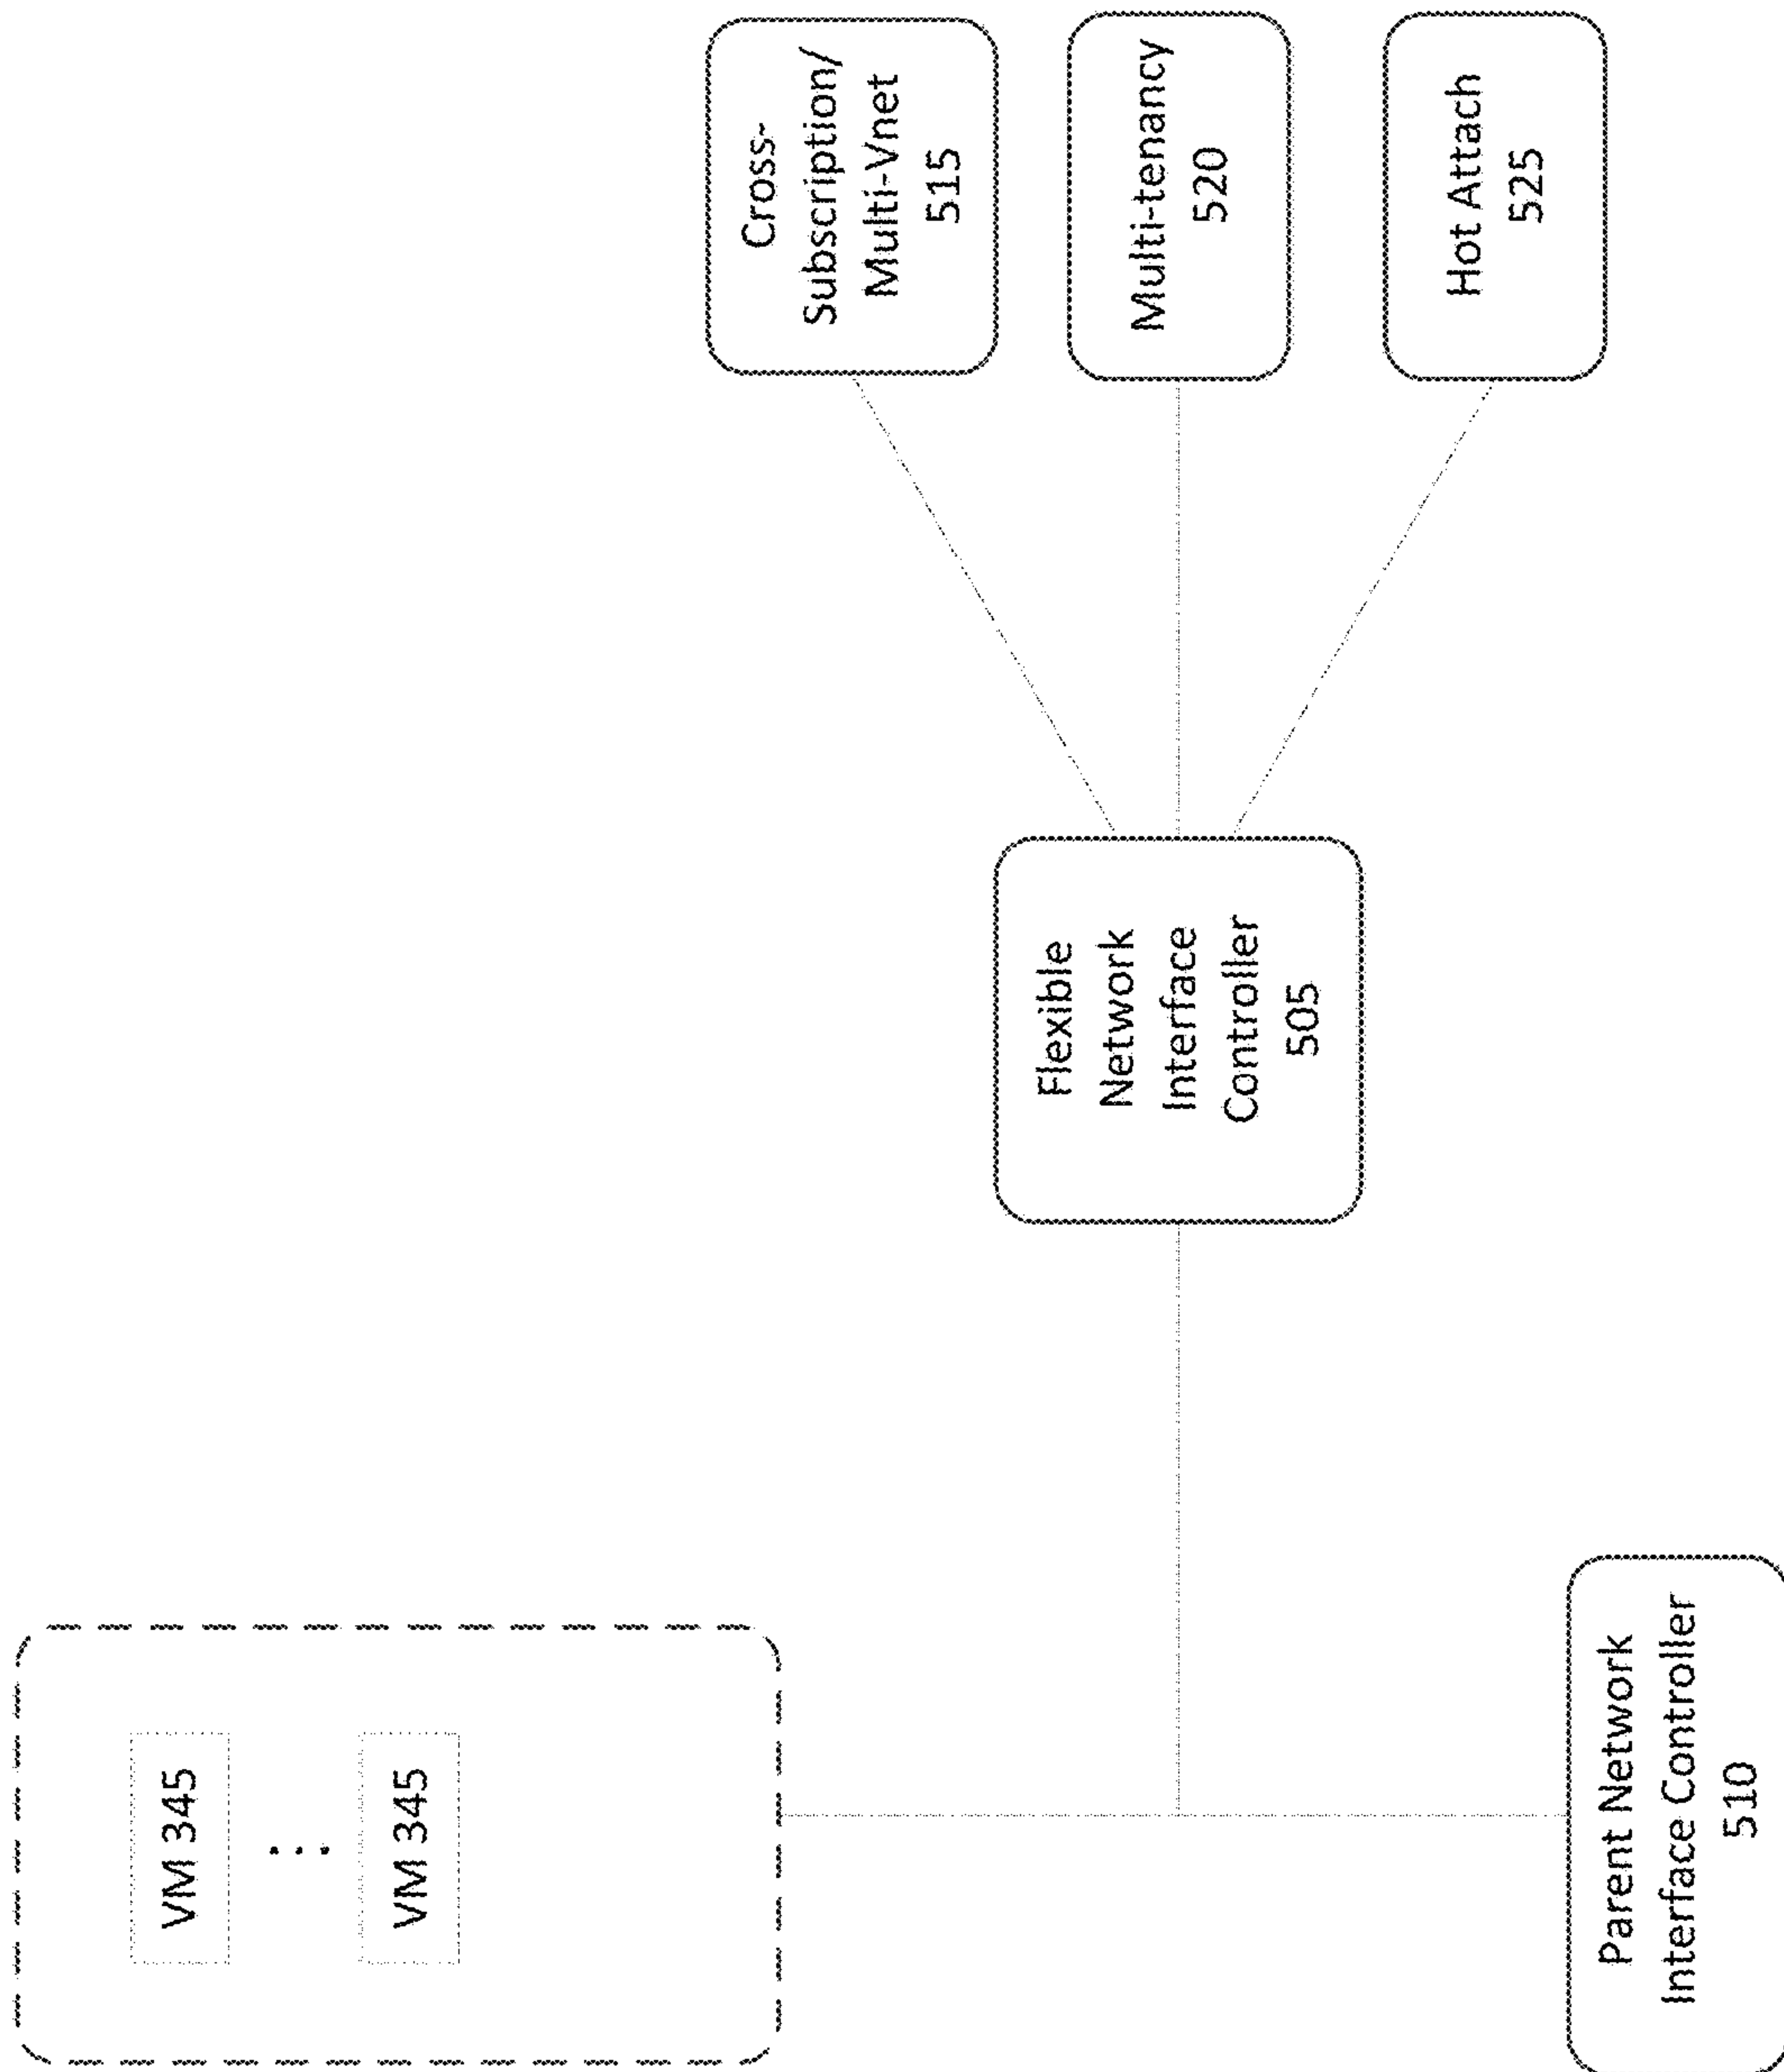 VM 345
...
VM 345
Parent Network
Interface Controller
510
Flexible
Network
Interface
Controller
505
Cross-
Subscription/
Multi-Vnet
515
Multi-tenancy
520
Hot Attach
525